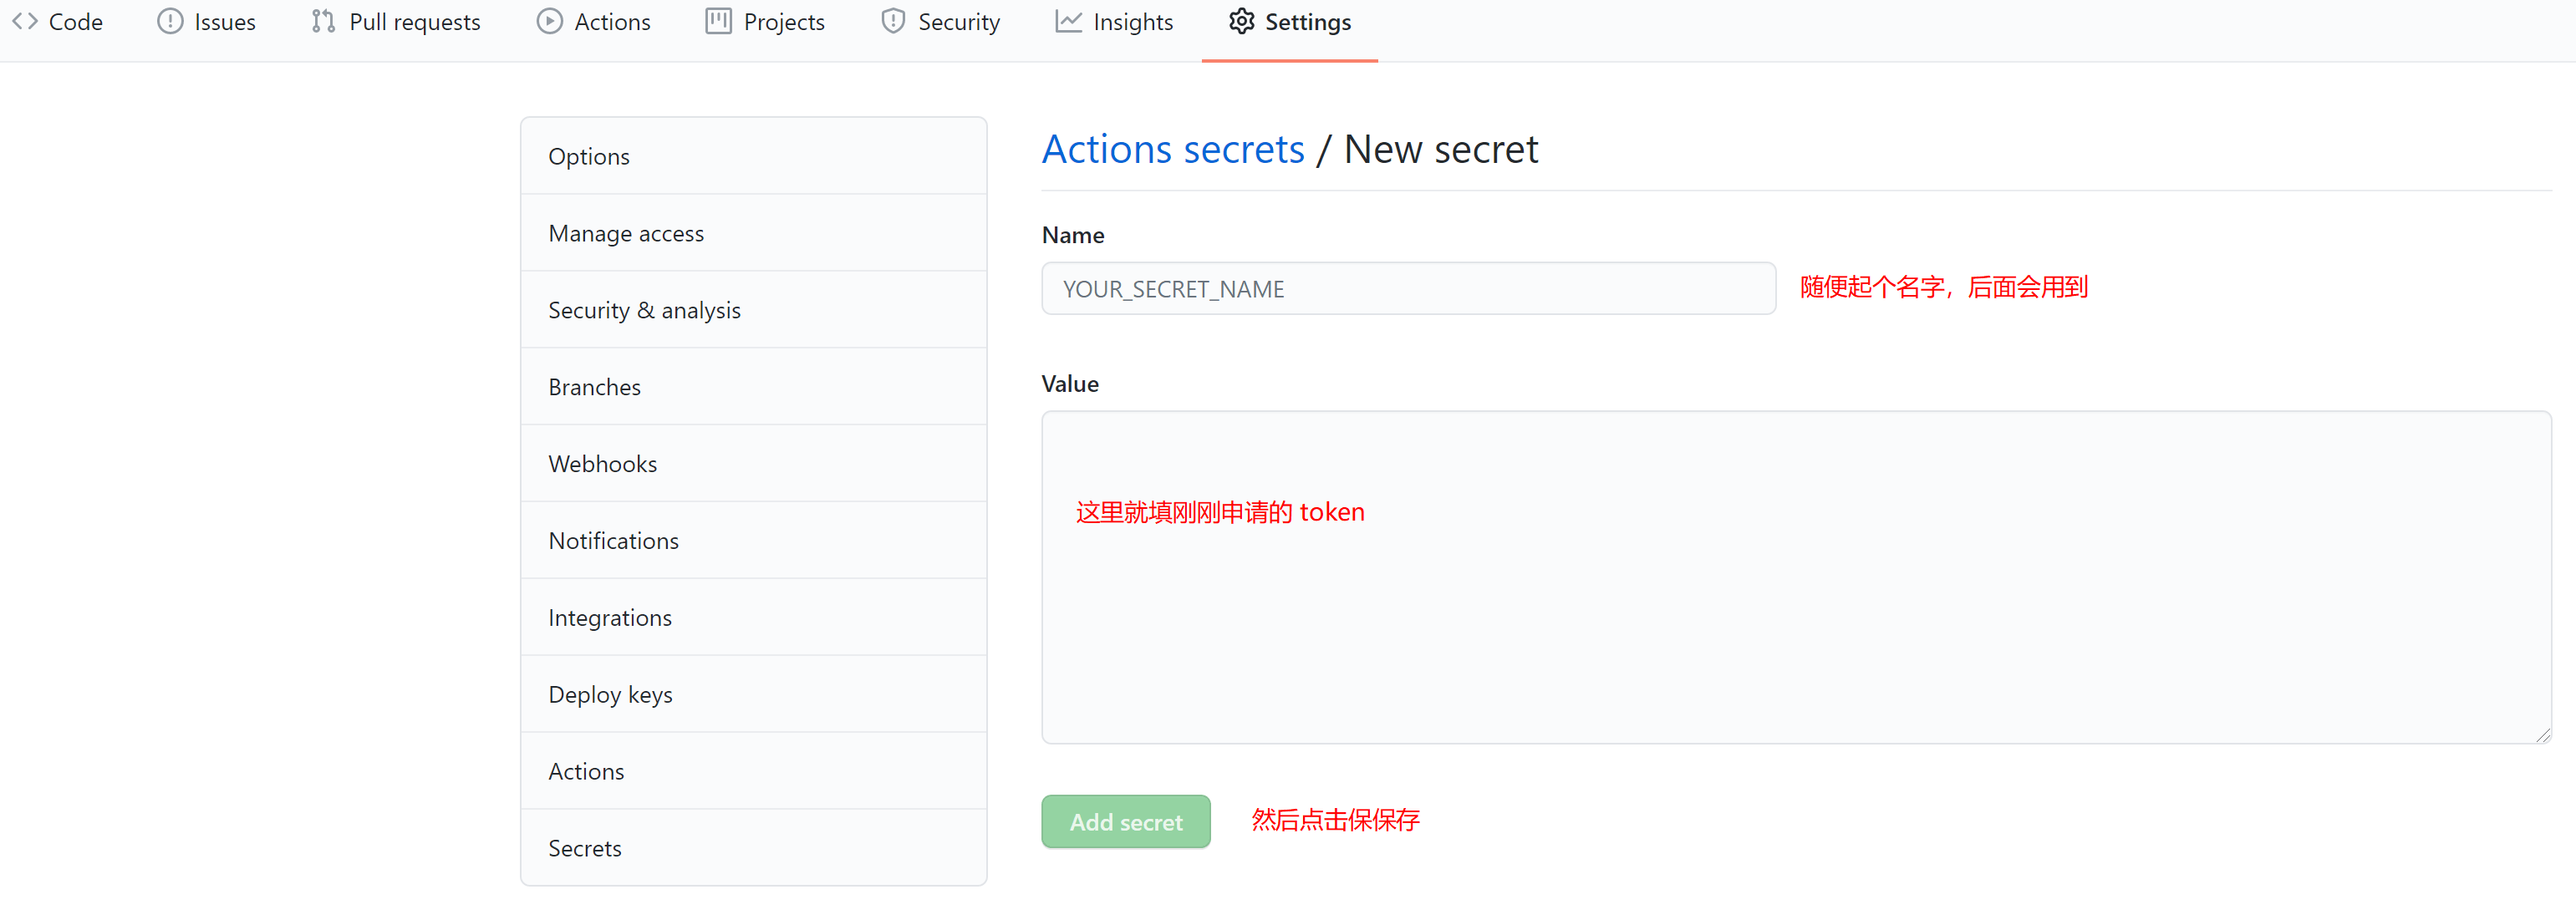 Code Issues Pull requests Actions Projects Security Insights Settings
Options
Manage access
Security & analysis
Branches
Webhooks
Notifications
Integrations
Deploy keys
Actions
Secrets
Actions secrets / New secret
Name
YOUR_SECRET_NAME 随便起个名字，后面会用到
Value
这里就填刚刚申请的 token
Add secret 然后点击保保存